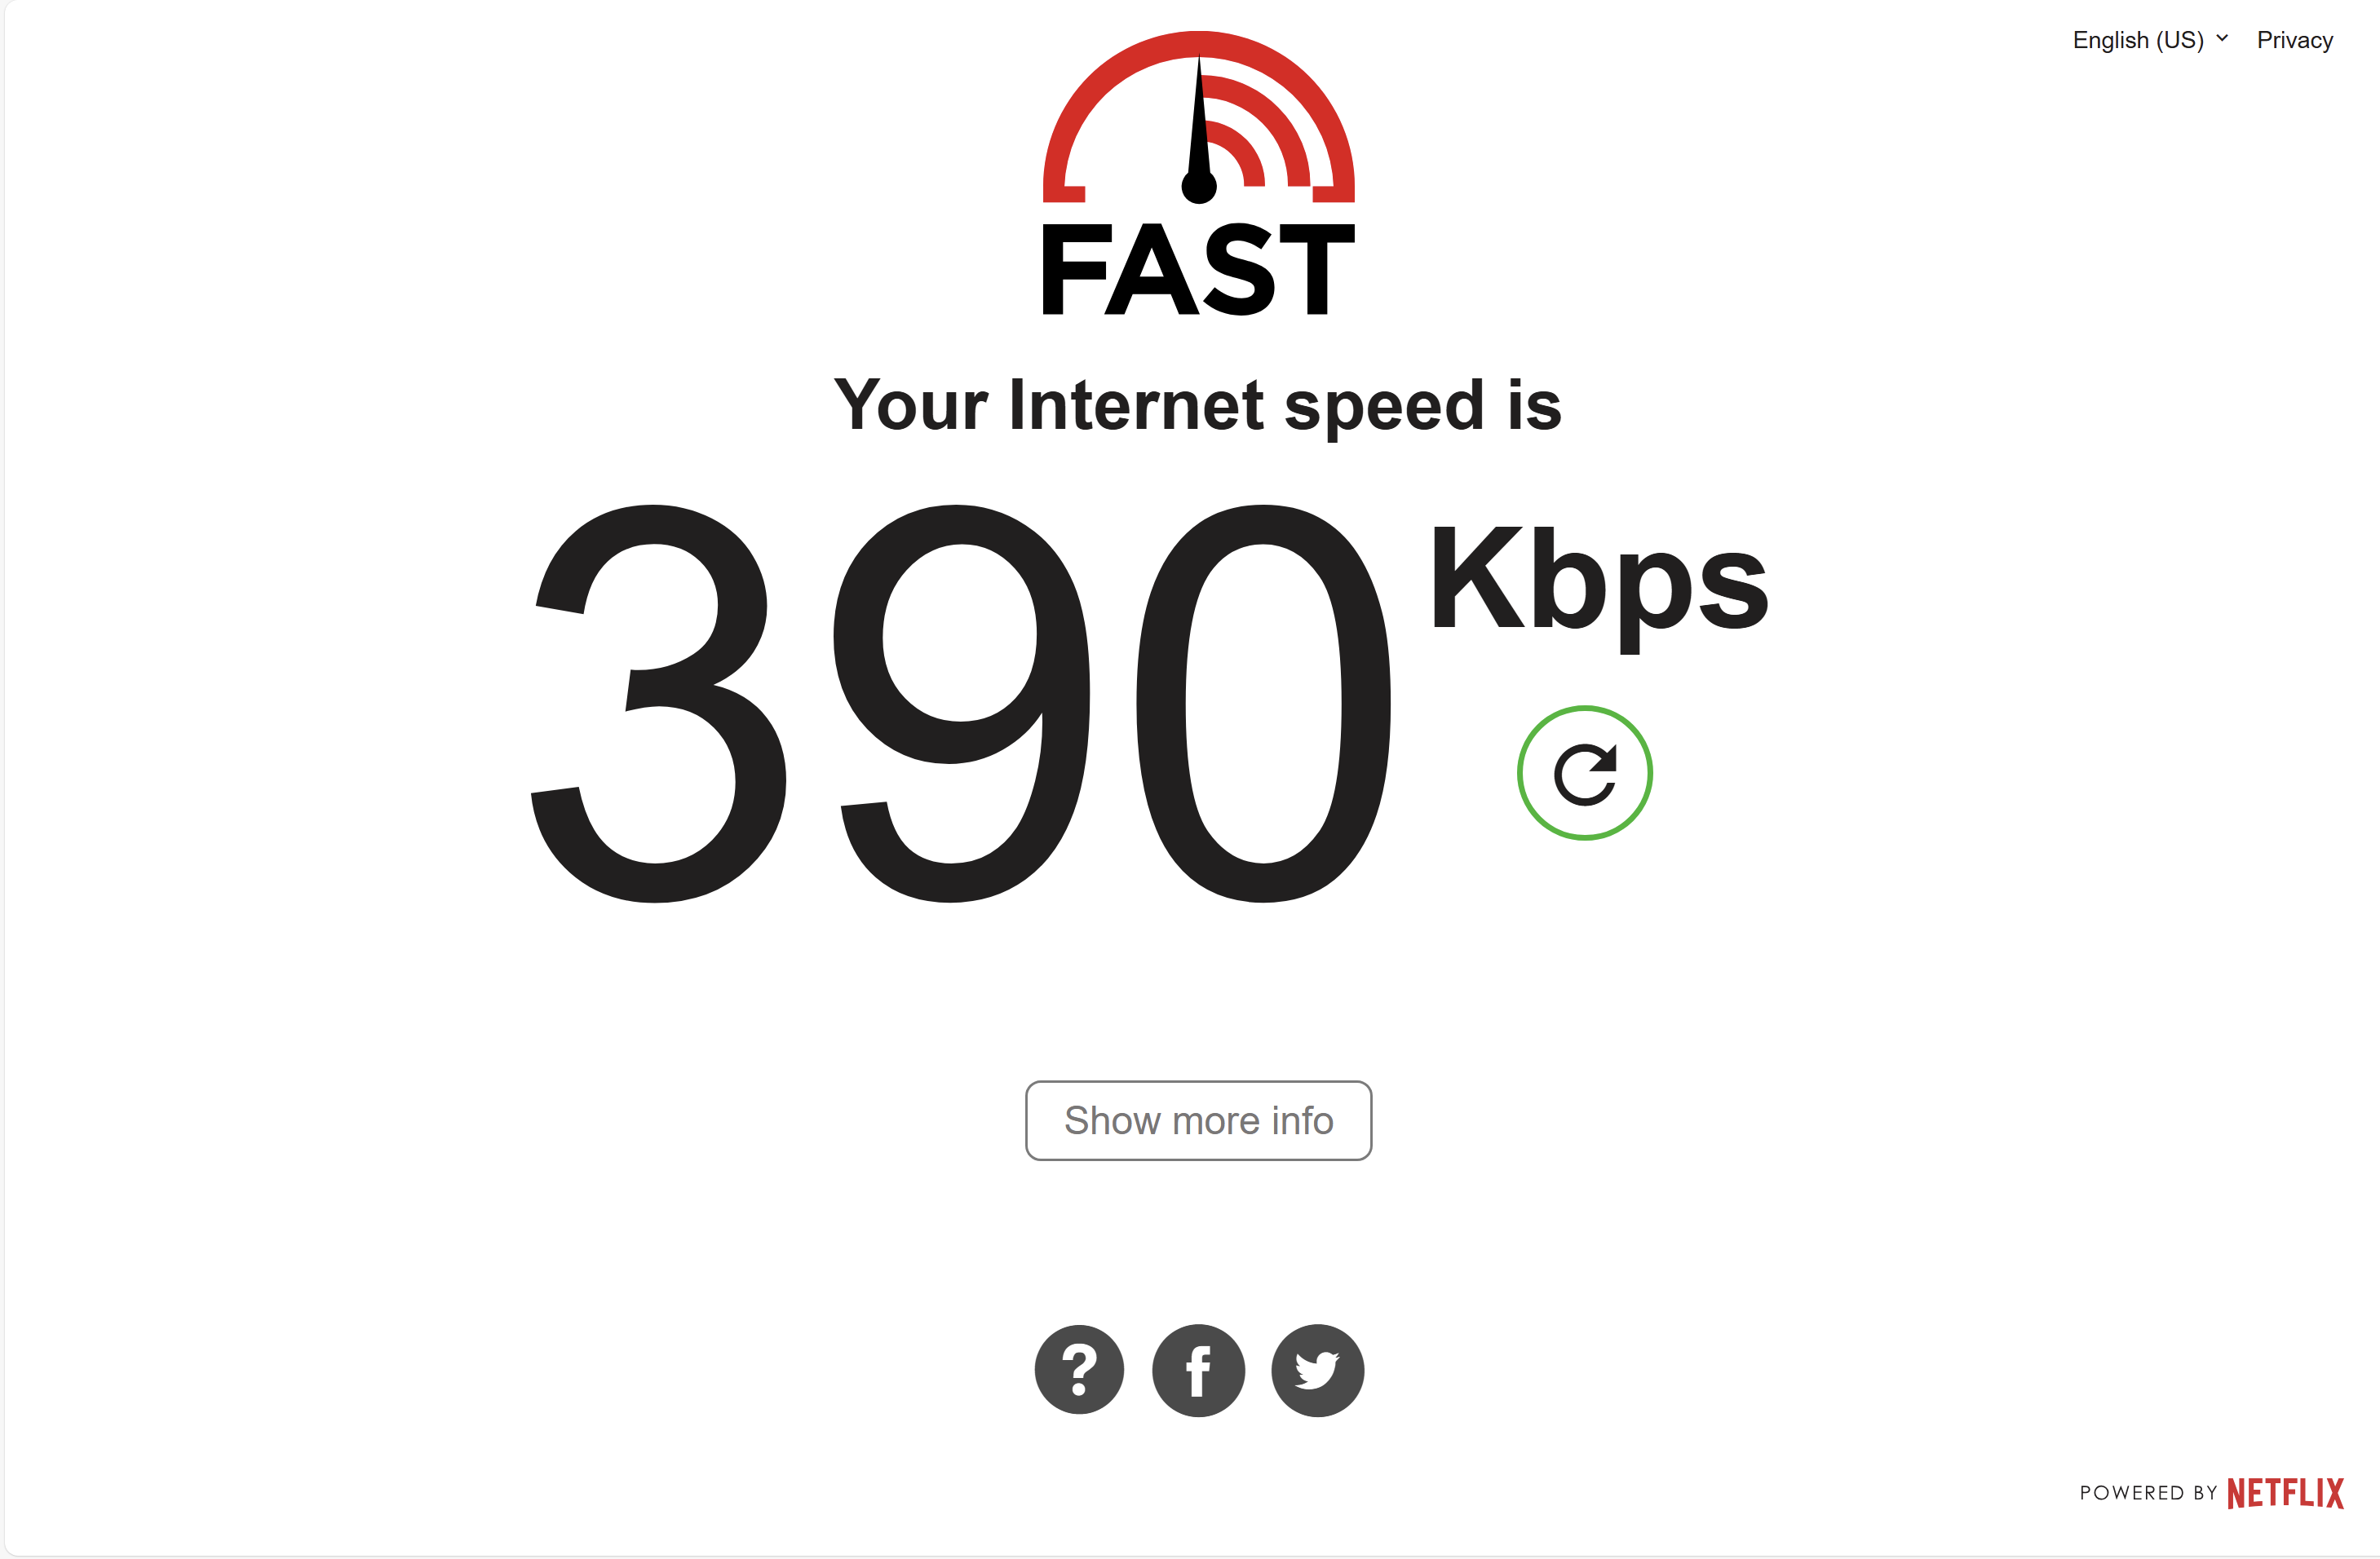 English (US) Privacy
FAST
Your Internet speed is
390 Kbps
Show more info
POWERED BY NETFLIX